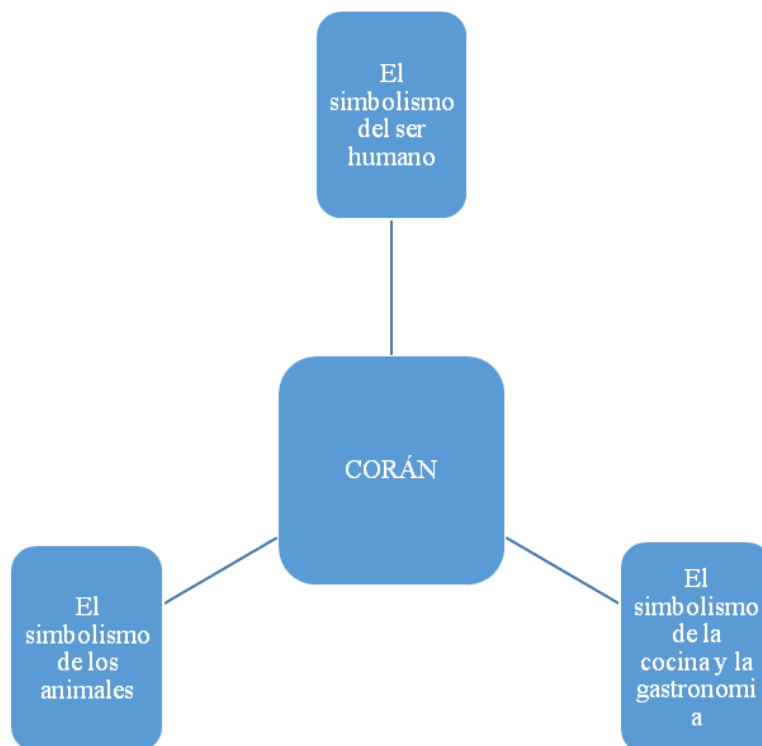 El
simbolismo
del ser
humano
CORÁN
El
simbolismo
de los
animales
El
simbolismo
de la
cocina y la
gastronomi
a